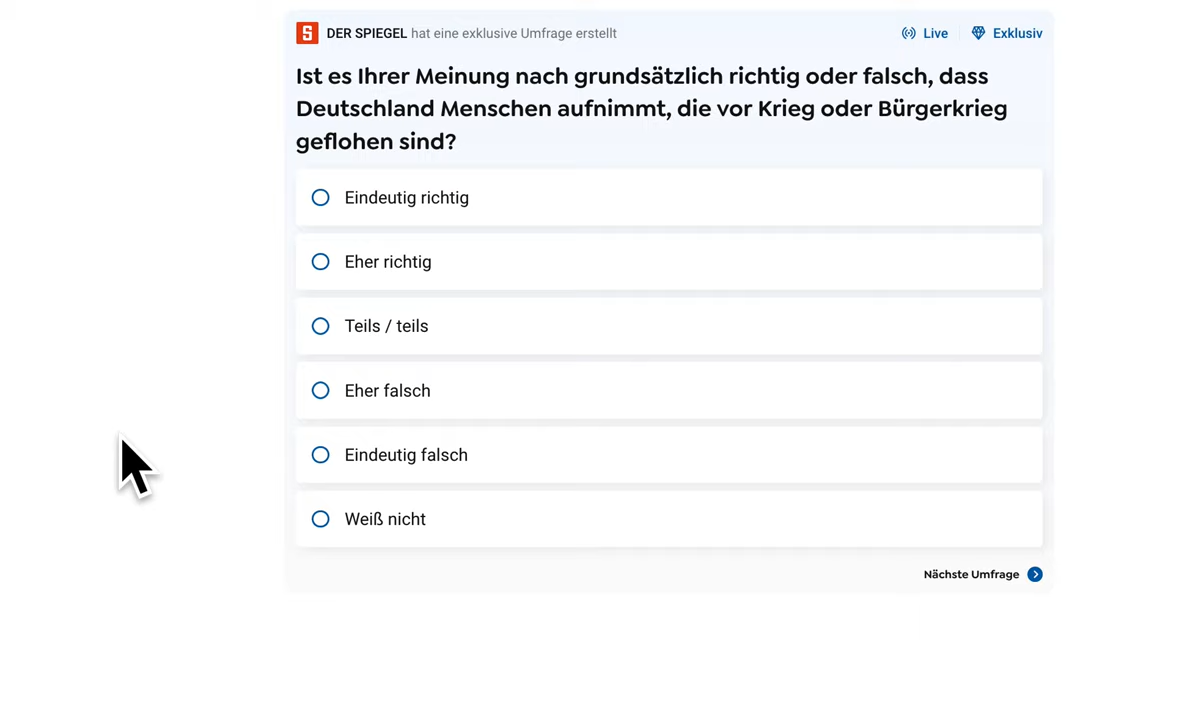 DER SPIEGEL hat eine exklusive Umfrage erstellt
Live
Exklusiv
Ist es Ihrer Meinung nach grundsätzlich richtig oder falsch, dass
Deutschland Menschen aufnimmt, die vor Krieg oder Bürgerkrieg
geflohen sind?
Eindeutig richtig
Eher richtig
Teils / teils
Eher falsch
Eindeutig falsch
Weiß nicht
Nächste Umfrage